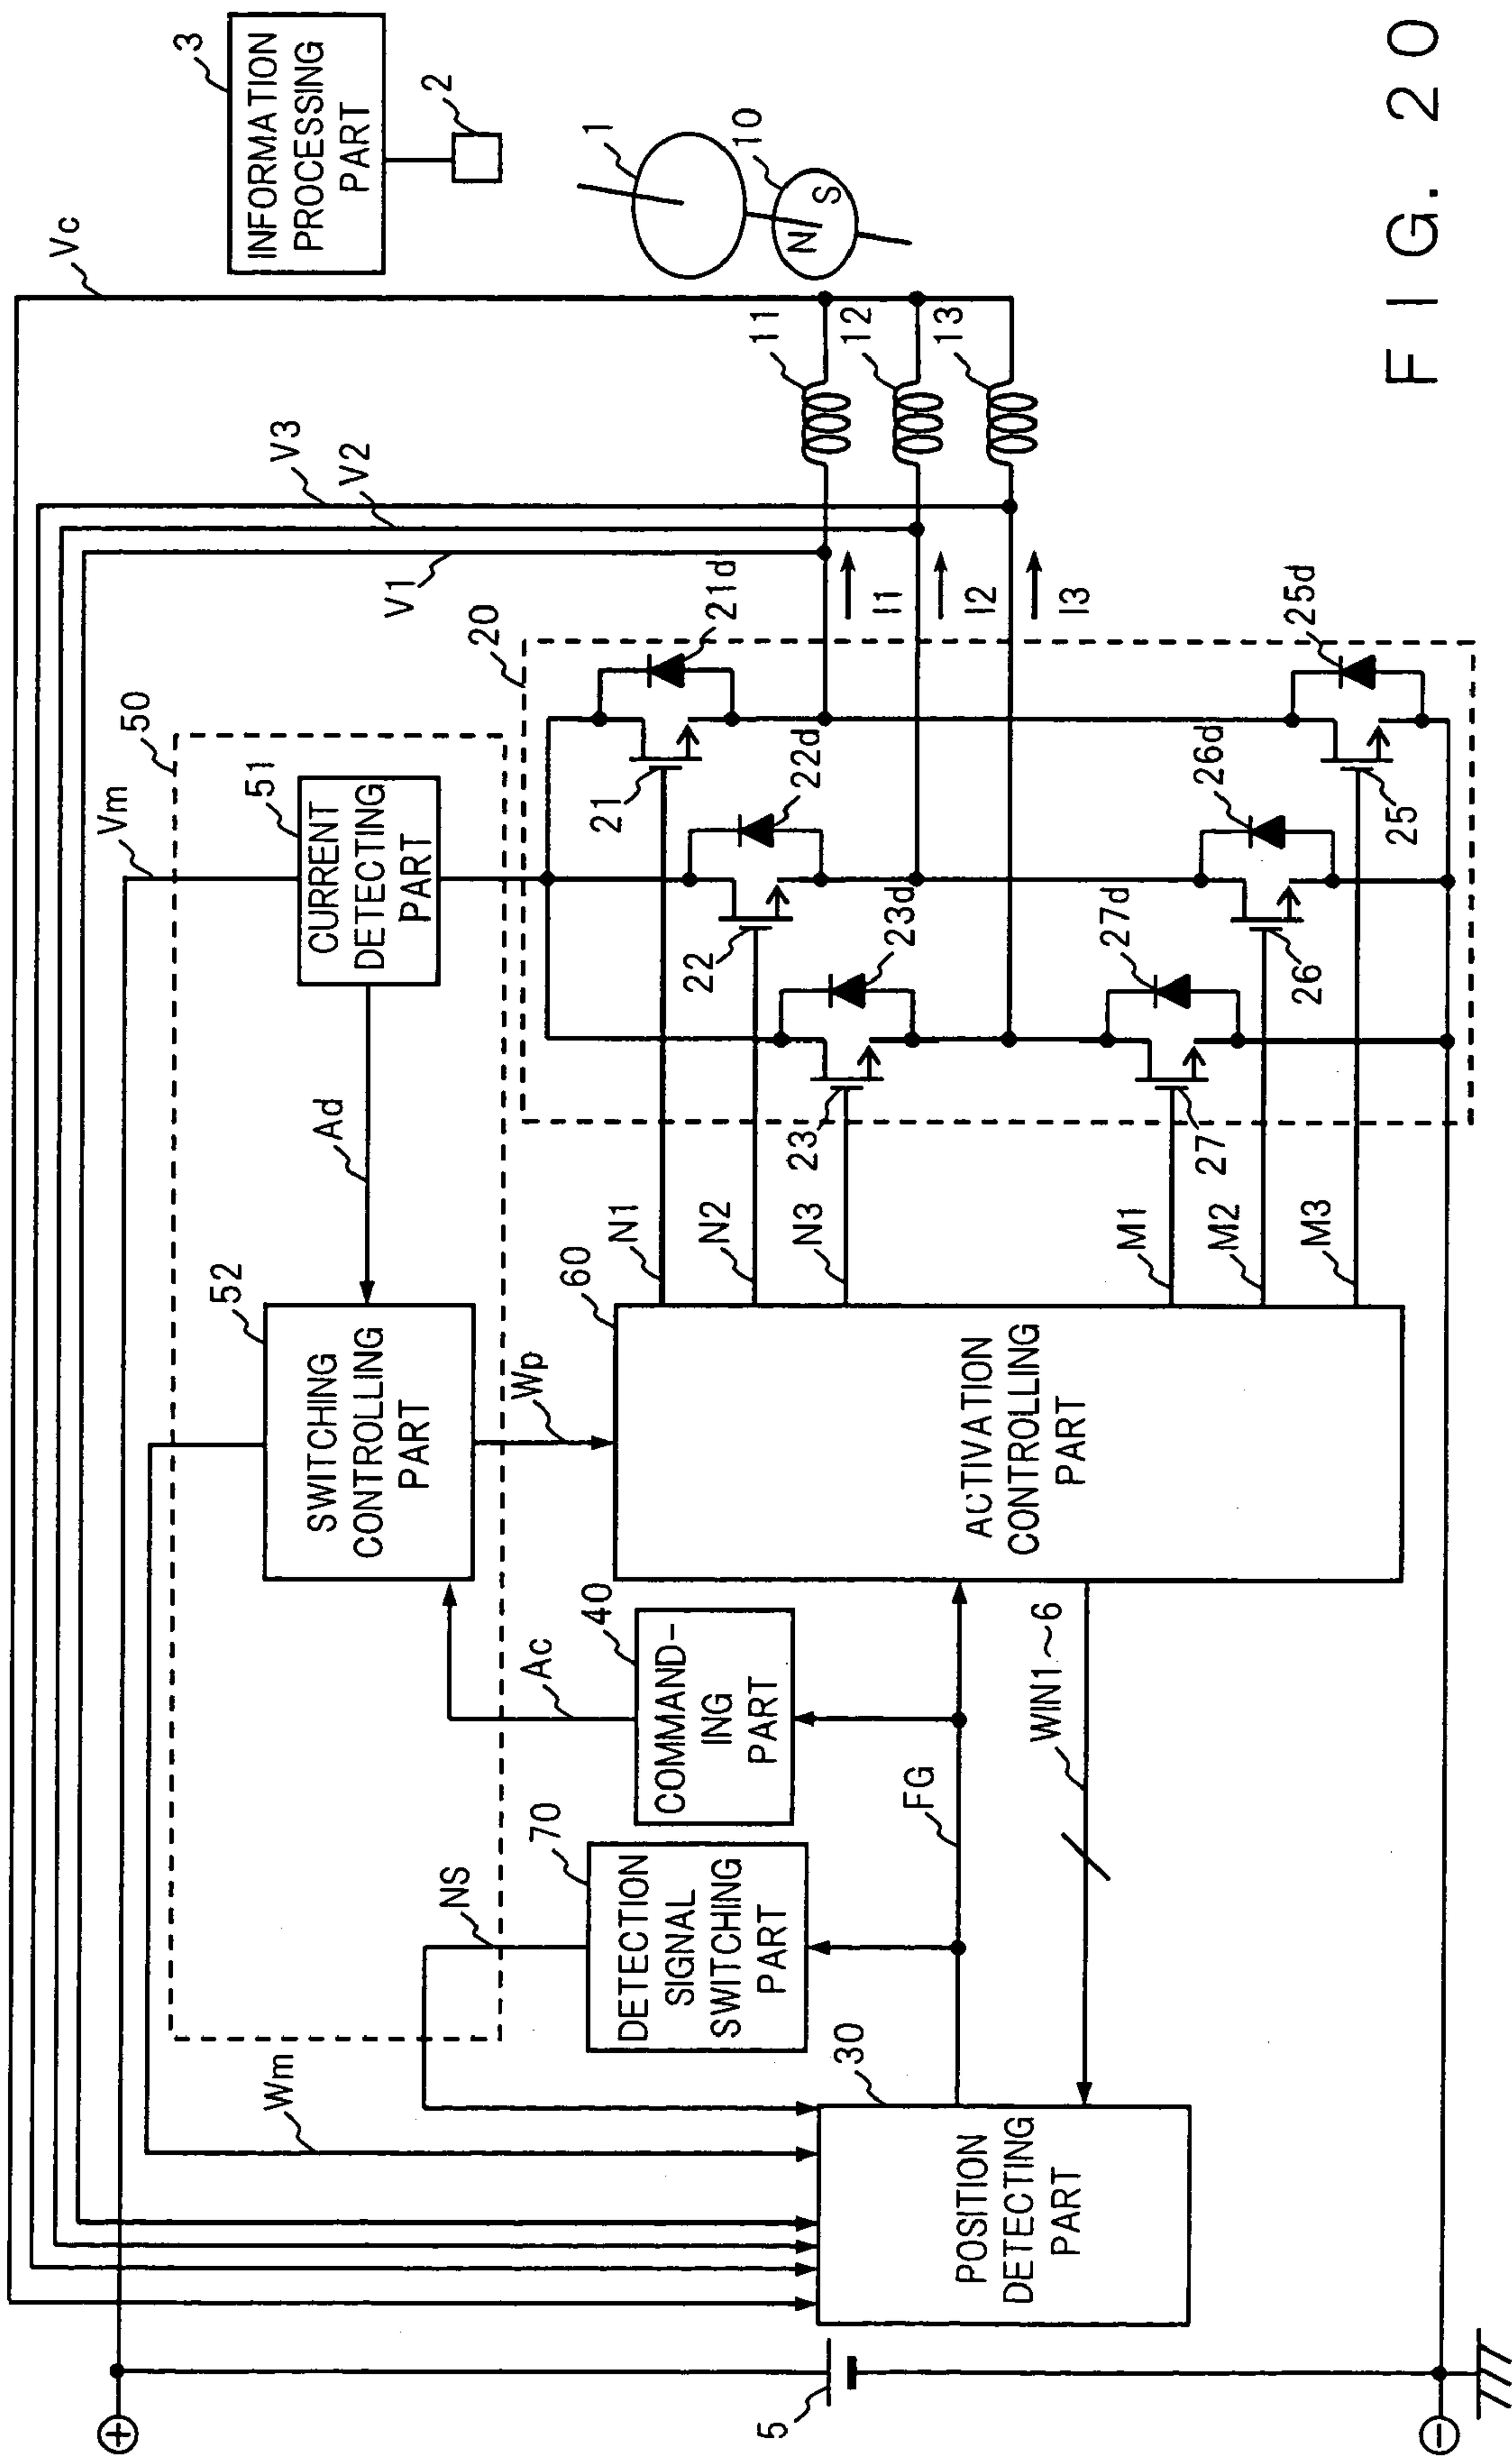 Vc
3
INFORMATION
PROCESSING
PART
2
1
10
N
S
V3
V2
V1
11
12
13
I1
I2
I3
Vm
50
51
CURRENT
DETECTING
PART
20
21d
21
22d
22
23d
23
25d
25
26d
26
27d
27
Ad
52
SWITCHING
CONTROLLING
PART
Wp
N1
N2
N3
M1
M2
M3
60
ACTIVATION
CONTROLLING
PART
Ac
40
COMMAND-
ING
PART
NS
70
DETECTION
SIGNAL
SWITCHING
PART
FG
WIN1~6
Wm
30
POSITION
DETECTING
PART
5
+
−
FIG. 20